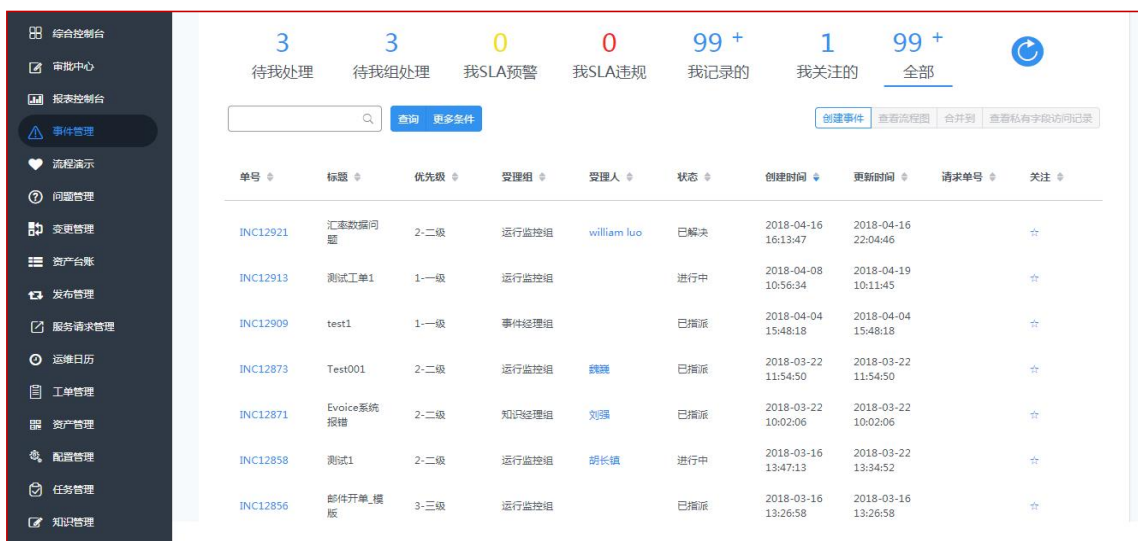 综合控制台
审批中心
报表控制台
事件管理
流程演示
问题管理
变更管理
资产台账
发布管理
服务请求管理
运维日历
工单管理
资产管理
配置管理
任务管理
知识管理
3 3 0 0 99 + 1 99 +
待我处理 待我组处理 我SLA预警 我SLA违规 我记录的 我关注的 全部
查询 更多条件 创建事件 查看流程图 合并到 查看私有字段访问记录
单号 标题 优先级 受理组 受理人 状态 创建时间 更新时间 请求单号 关注
INC12921 汇率数据问题 2-二级 运行监控组 william luo 已解决 2018-04-16 16:13:47 2018-04-16 22:04:46
INC12913 测试工单1 1-一级 运行监控组 进行中 2018-04-08 10:56:34 2018-04-19 10:11:45
INC12909 test1 1-一级 事件经理组 已指派 2018-04-04 15:48:18 2018-04-04 15:48:18
INC12873 Test001 2-二级 运行监控组 魏巍 已指派 2018-03-22 11:54:50 2018-03-22 11:54:50
INC12871 Evoice系统报错 2-二级 知识经理组 刘强 已指派 2018-03-22 10:02:06 2018-03-22 10:02:06
INC12858 测试1 2-二级 运行监控组 胡长镇 进行中 2018-03-16 13:47:13 2018-03-22 13:34:52
INC12856 邮件开单_模版 3-三级 运行监控组 已指派 2018-03-16 13:26:58 2018-03-16 13:26:58